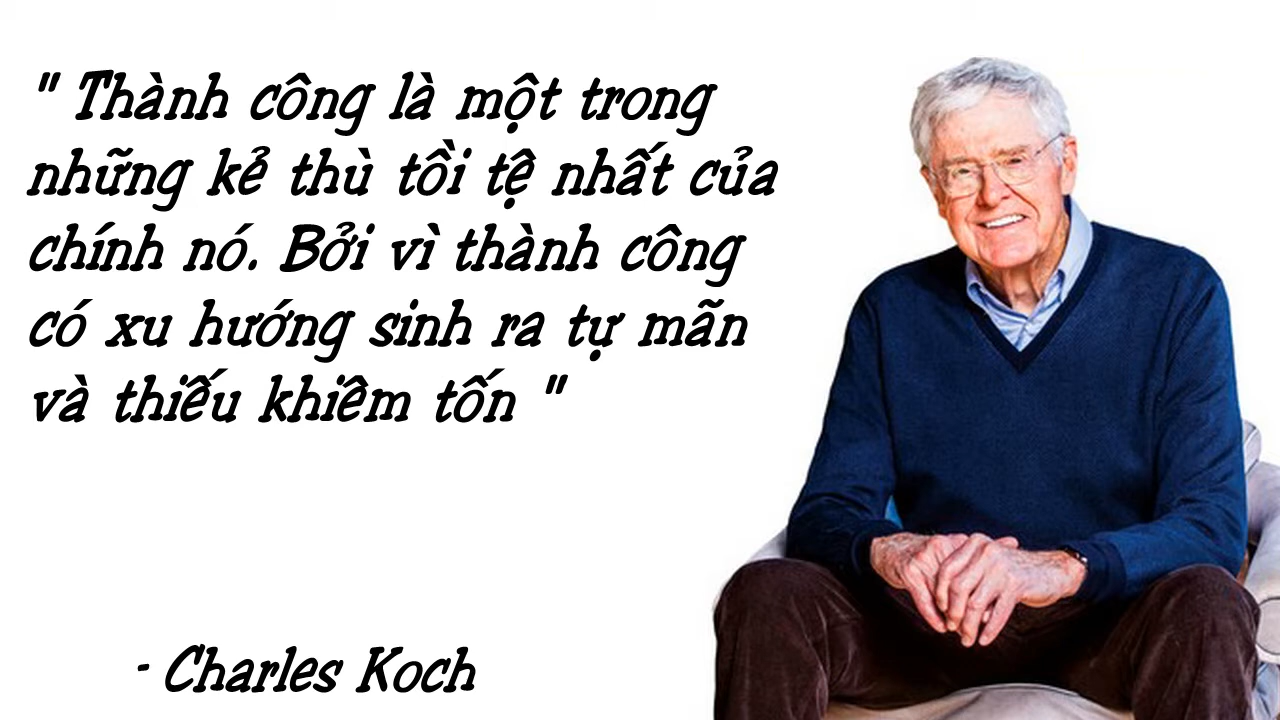 " Thành công là một trong
những kẻ thù tồi tệ nhất của
chính nó. Bởi vì thành công
có xu hướng sinh ra tự mãn
và thiếu khiêm tốn "
- Charles Koch